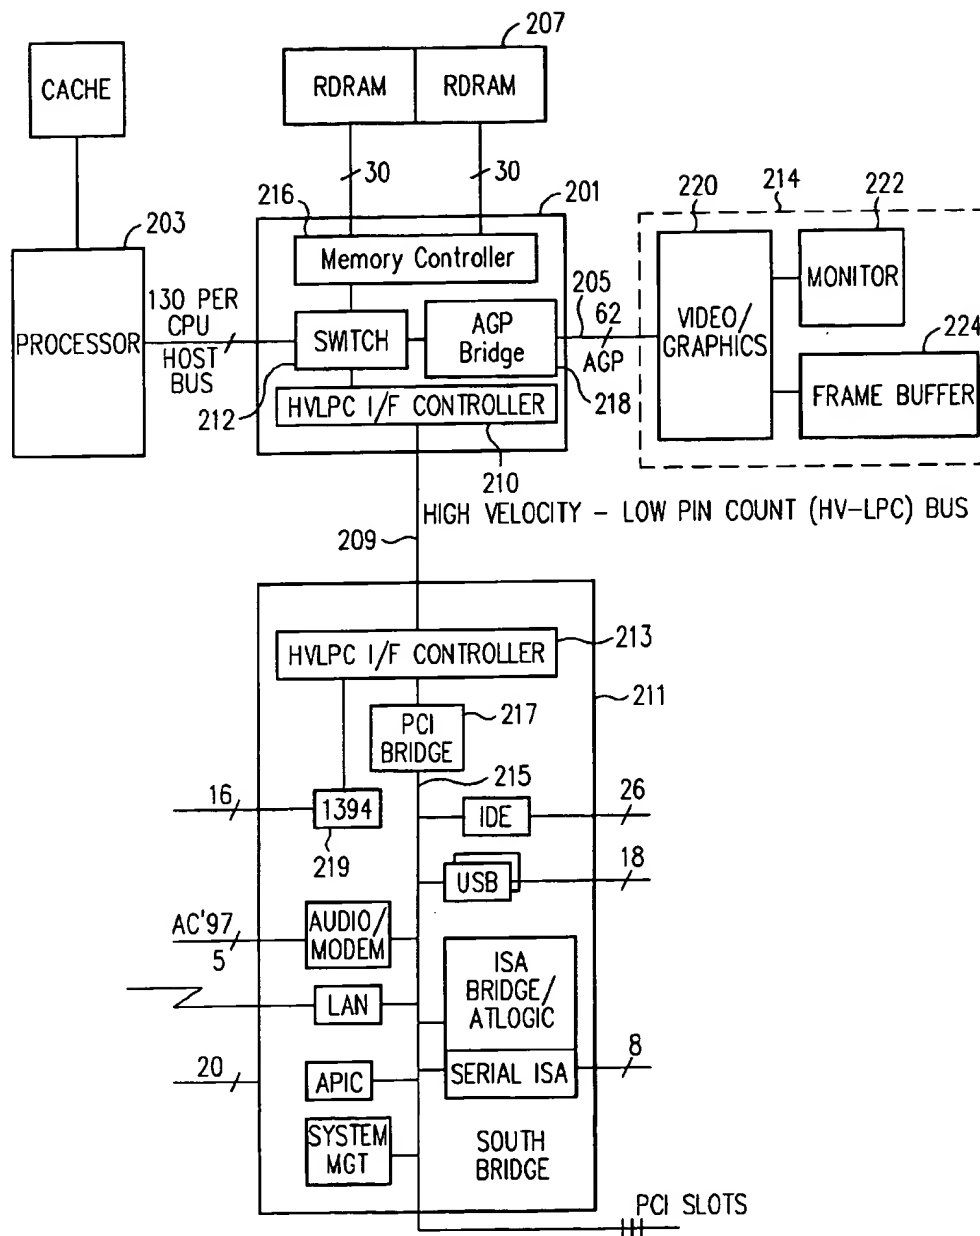 207
CACHE
RDRAM
RDRAM
30
30
203
216
201
220
214
222
Memory Controller
130 PER
CPU
HOST
BUS
PROCESSOR
SWITCH
AGP
Bridge
205
62
AGP
VIDEO/
GRAPHICS
MONITOR
224
FRAME BUFFER
212
218
HVLPC I/F CONTROLLER
210
HIGH VELOCITY – LOW PIN COUNT (HV–LPC) BUS
209
HVLPC I/F CONTROLLER
213
211
PCI
BRIDGE
217
215
16
1394
219
IDE
26
USB
18
AC'97
5
AUDIO/
MODEM
ISA
BRIDGE/
ATLOGIC
LAN
20
APIC
SERIAL ISA
8
SYSTEM
MGT
SOUTH
BRIDGE
PCI SLOTS